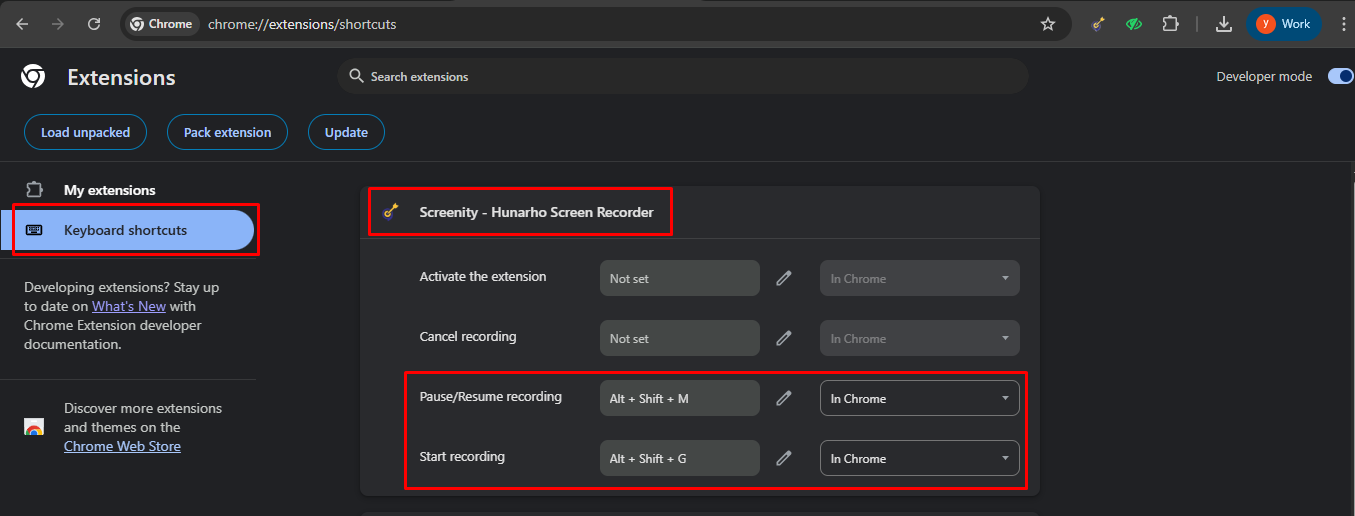 Chrome
chrome://extensions/shortcuts
y
Work
Extensions
Search extensions
Developer mode
Load unpacked
Pack extension
Update
My extensions
Keyboard shortcuts
Developing extensions? Stay up
to date on What's New with
Chrome Extension developer
documentation.
Discover more extensions
and themes on the
Chrome Web Store
Screenity - Hunarho Screen Recorder
Activate the extension
Not set
In Chrome
Cancel recording
Not set
In Chrome
Pause/Resume recording
Alt + Shift + M
In Chrome
Start recording
Alt + Shift + G
In Chrome